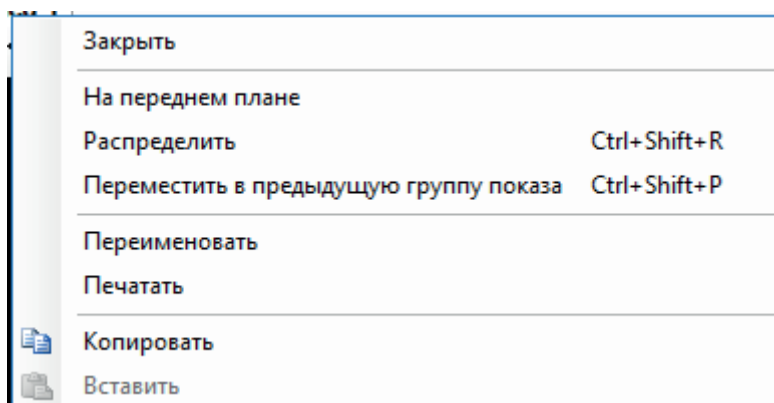 Закрыть
На переднем плане
Распределить Ctrl+Shift+R
Переместить в предыдущую группу показа Ctrl+Shift+P
Переименовать
Печатать
Копировать
Вставить